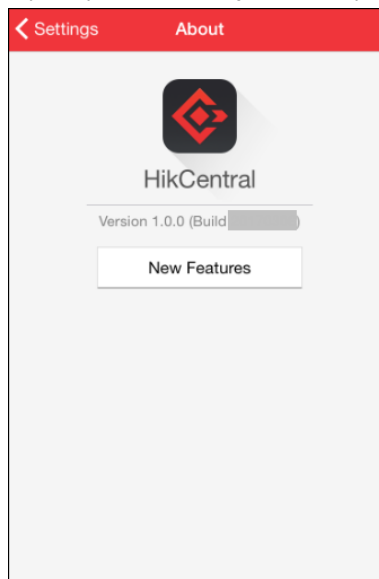 Settings
About
HikCentral
Version 1.0.0 (Build )
New Features